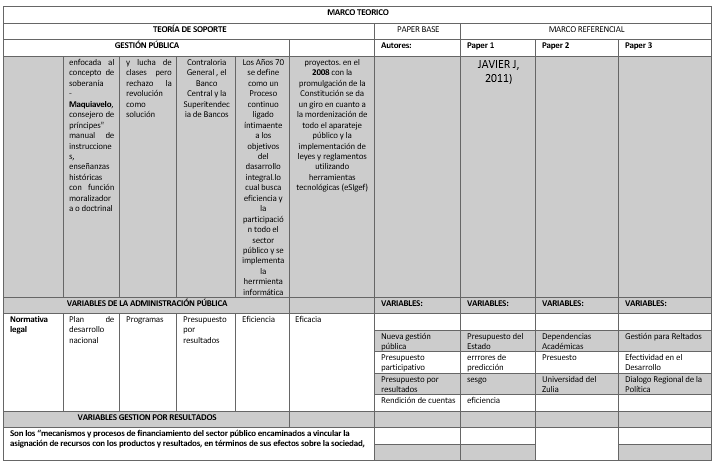 MARCO TEORICO
TEORÍA DE SOPORTE
PAPER BASE
MARCO REFERENCIAL
GESTIÓN PÚBLICA
Autores:
Paper 1
Paper 2
Paper 3
enfocada al
concepto de
soberanía
-
Maquiavelo,
consejero de
príncipes"
manual de
instruccione
s,
enseñanzas
históricas
con función
moralizador
a o doctrinal
y lucha de
clases pero
rechazo la
revolución
como
solución
Contraloria
General , el
Banco
Central y la
Superitendec
ia de Bancos
Los Años 70
se define
como un
Proceso
continuo
ligado
íntimaente
a los
objetivos
del
dasarrollo
integral.lo
cual busca
eficiencia y
la
participació
n todo el
sector
público y se
implementa
la
herrmienta
informática
proyectos. en el
2008 con la
promulgación de la
Constitución se da
un giro en cuanto a
la mordenización de
todo el aparateje
público y la
implementación de
leyes y reglamentos
utilizando
herramientas
tecnológicas (eSIgef)
JAVIER J,
2011)
VARIABLES DE LA ADMINISTRACIÓN PÚBLICA
VARIABLES:
VARIABLES:
VARIABLES:
VARIABLES:
Normativa
legal
Plan de
desarrollo
nacional
Programas
Presupuesto
por
resultados
Eficiencia
Eficacia
Nueva gestión
pública
Presupuesto del
Estado
Dependencias
Académicas
Gestión para Reltados
Presupuesto
participativo
errrores de
predicción
Presuesto
Efectividad en el
Desarrollo
Presupuesto por
resultados
sesgo
Universidad del
Zulia
Dialogo Regional de la
Política
Rendición de cuentas
eficiencia
VARIABLES GESTION POR RESULTADOS
Son los "mecanismos y procesos de financiamiento del sector público encaminados a vincular la
asignación de recursos con los productos y resultados, en términos de sus efectos sobre la sociedad,